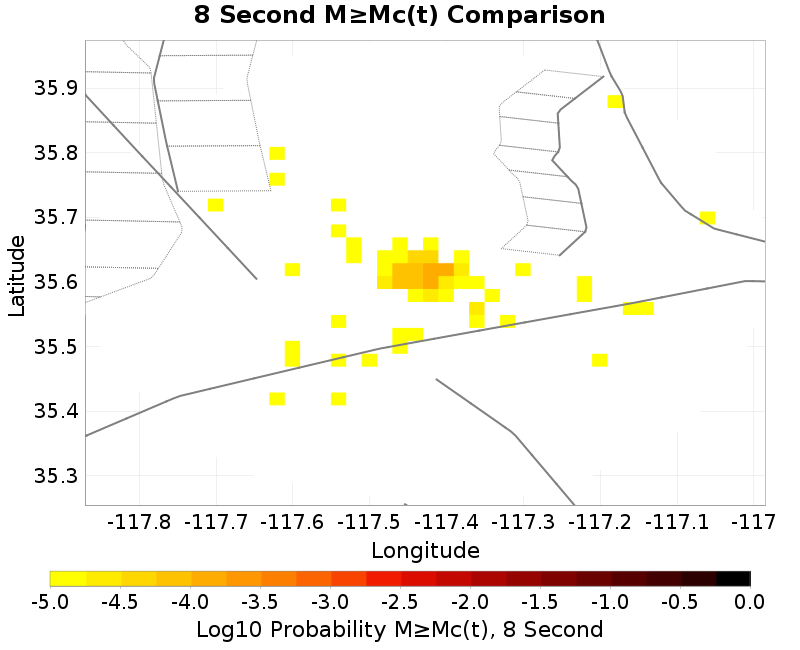 8 Second M≥Mc(t) Comparison
35.9
35.8
35.7
35.6
35.5
35.4
35.3
Latitude
-117.8 -117.7 -117.6 -117.5 -117.4 -117.3 -117.2 -117.1 -117
Longitude
-5.0 -4.5 -4.0 -3.5 -3.0 -2.5 -2.0 -1.5 -1.0 -0.5 0.0
Log10 Probability M≥Mc(t), 8 Second